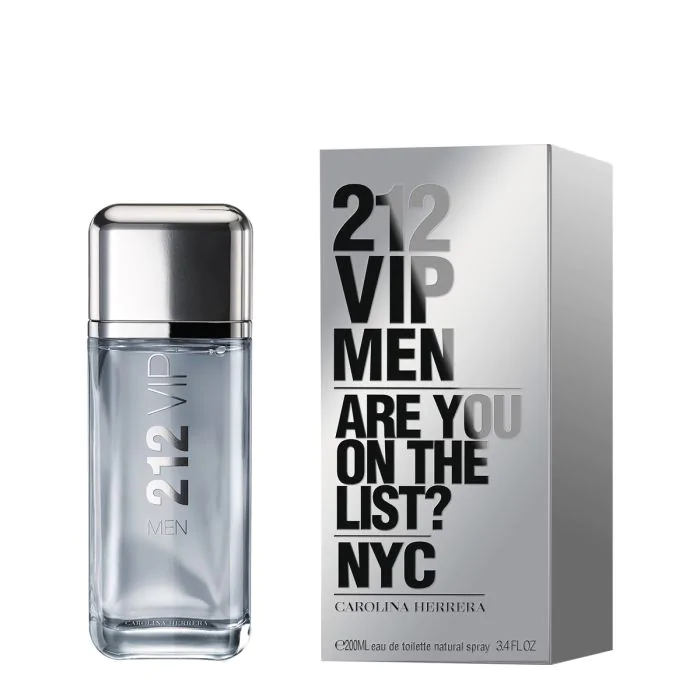 212 VIP
MEN
CAROLINA HERRERA
212
VIP
MEN
ARE YOU
ON THE
LIST?
NYC
CAROLINA HERRERA
℮200ML eau de toilette natural spray 3.4 FL OZ